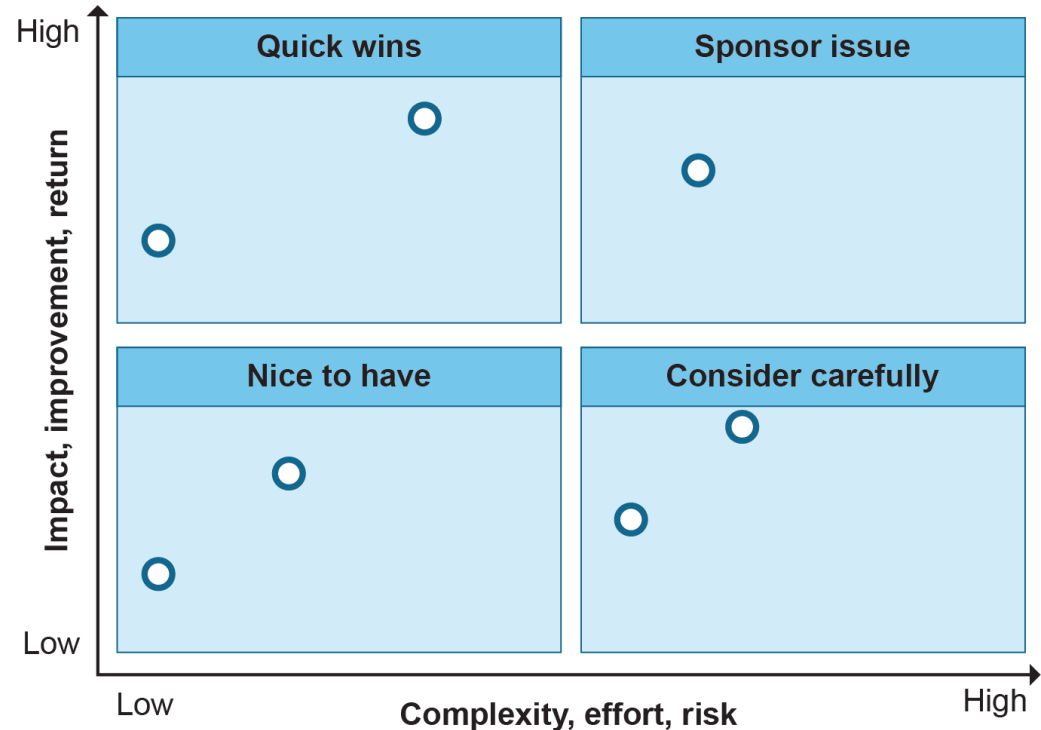 High
Quick wins
Sponsor issue
Impact, improvement, return
Nice to have
Consider carefully
Low
Low
High
Complexity, effort, risk